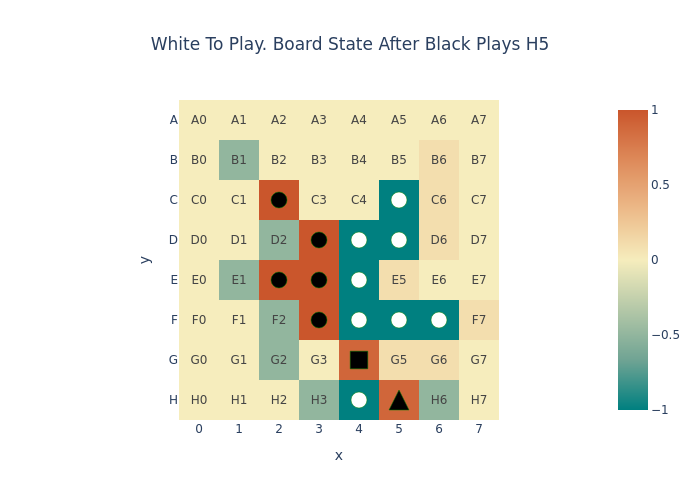 White To Play. Board State After Black Plays H5
A A0 A1 A2 A3 A4 A5 A6 A7
B B0 B1 B2 B3 B4 B5 B6 B7
C C0 C1 C3 C4 C6 C7
D D0 D1 D2 D6 D7
E E0 E1 E5 E6 E7
F F0 F1 F2 F7
G G0 G1 G2 G3 G5 G6 G7
H H0 H1 H2 H3 H6 H7
0 1 2 3 4 5 6 7
x
y
1
0.5
0
−0.5
−1